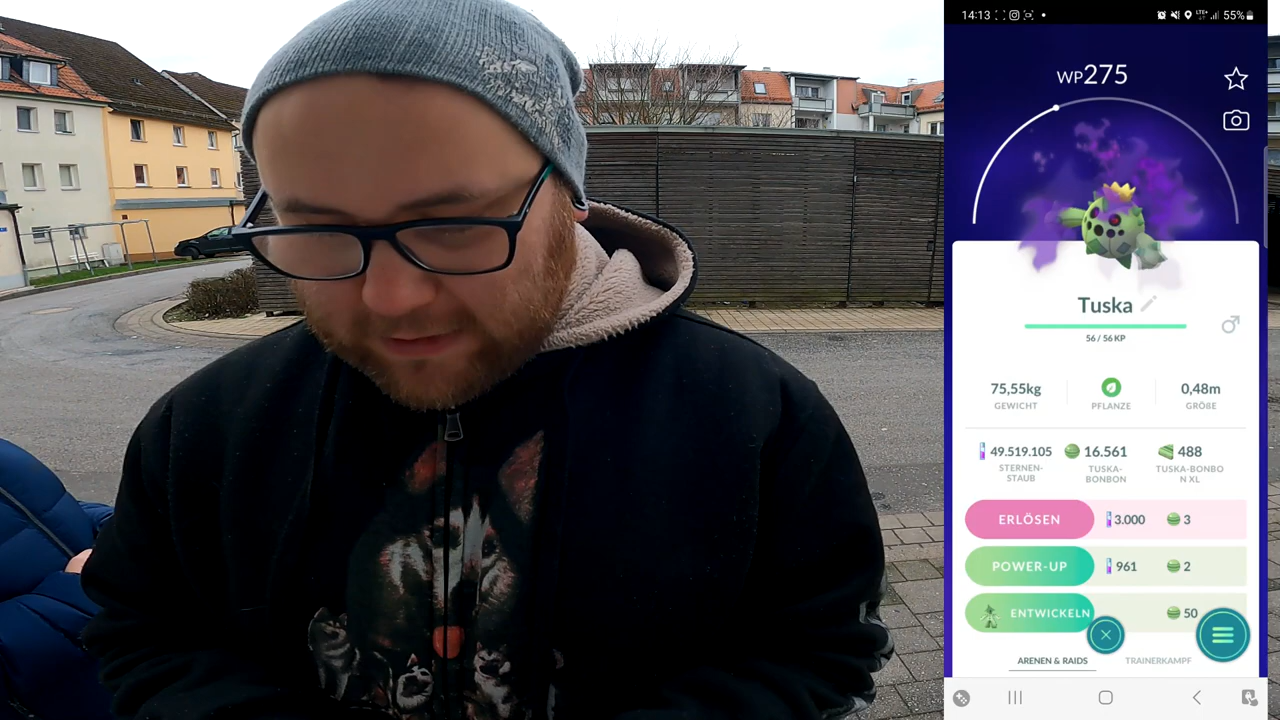 14:13
LTE+
55%
WP275
Tuska
56 / 56 KP
75,55kg
GEWICHT
PFLANZE
0,48m
GRÖẞE
49.519.105
STERNEN-
STAUB
16.561
TUSKA-
BONBON
488
TUSKA-BONBO
N XL
ERLÖSEN
3.000
3
POWER-UP
961
2
ENTWICKELN
50
ARENEN & RAIDS
TRAINERKAMPF